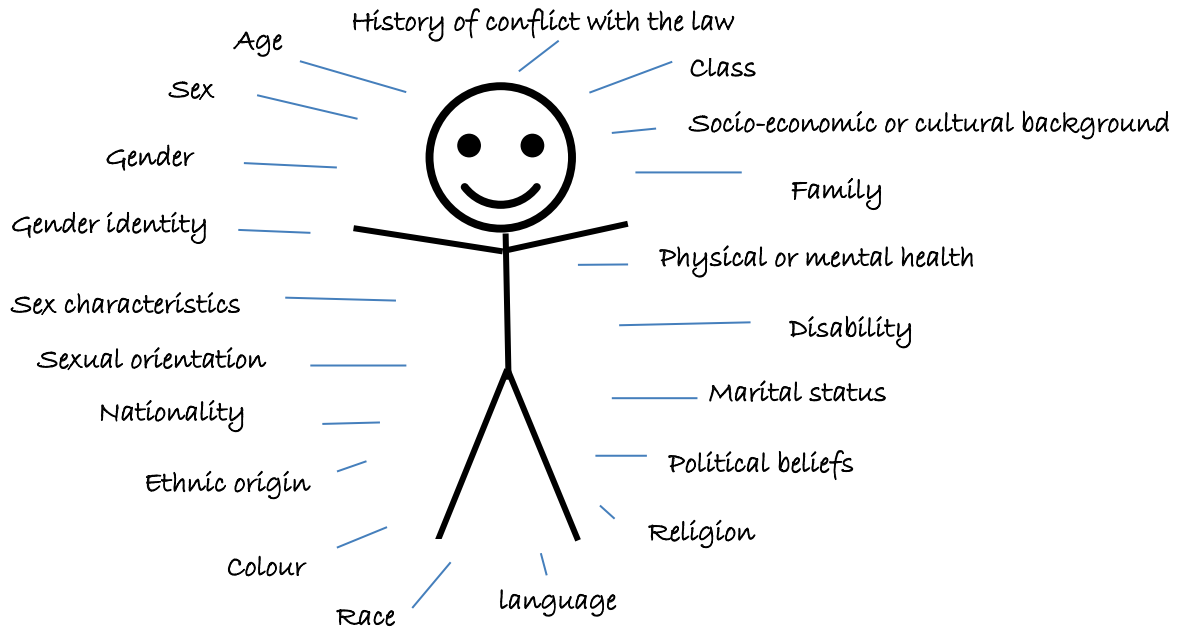 History of conflict with the law
Age
Class
Sex
Socio-economic or cultural background
Gender
Family
Gender identity
Physical or mental health
Sex characteristics
Disability
Sexual orientation
Marital status
Nationality
Political beliefs
Ethnic origin
Religion
Colour
language
Race